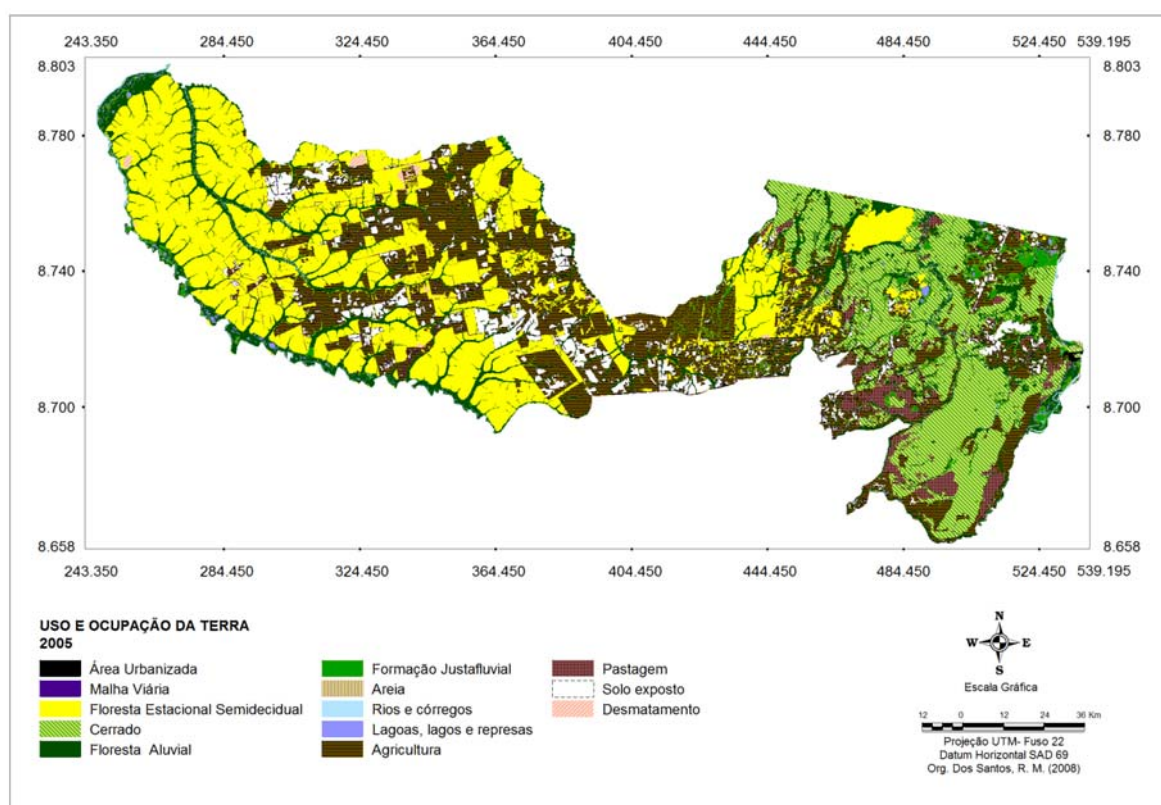 243.350 284.450 324.450 364.450 404.450 444.450 484.450 524.450 539.195
8.803 8.803
8.780 8.780
8.740 8.740
8.700 8.700
8.658 8.658
243.350 284.450 324.450 364.450 404.450 444.450 484.450 524.450 539.195
USO E OCUPAÇÃO DA TERRA
2005
Área Urbanizada
Malha Viária
Floresta Estacional Semidecidual
Cerrado
Floresta Aluvial
Formação Justafluvial
Areia
Rios e córregos
Lagoas, lagos e represas
Agricultura
Pastagem
Solo exposto
Desmatamento
N
W E
S
Escala Gráfica
12 0 12 24 36 Km
Projeção UTM- Fuso 22
Datum Horizontal SAD 69
Org. Dos Santos, R. M. (2008)